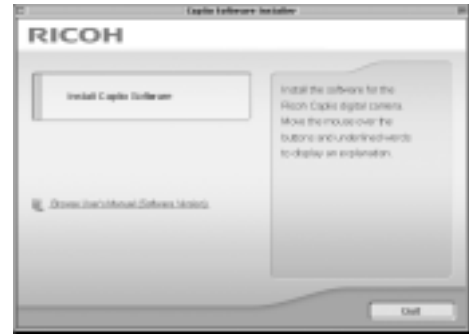 Caplio Software Installer
RICOH
Install Caplio Software
Install the software for the
Ricoh Caplio digital camera.
Move the mouse over the
buttons and underlined words
to display an explanation.
Browse User's Manual (Software Version)
Quit